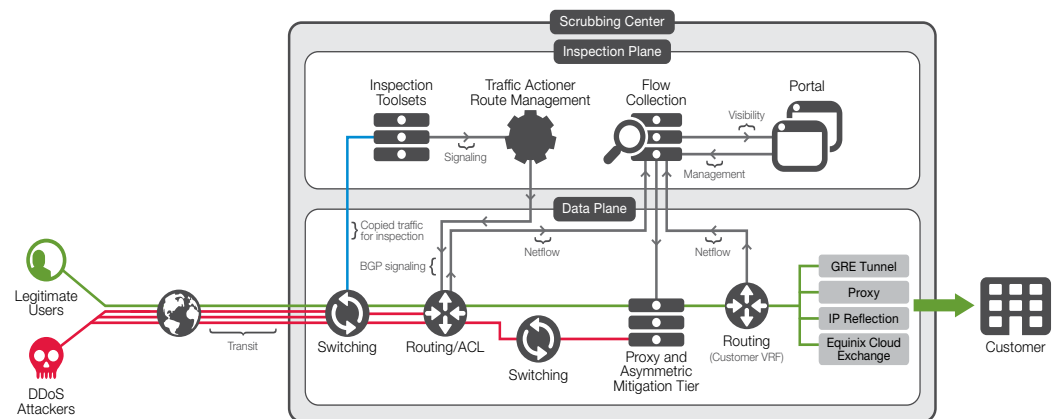 Scrubbing Center
Inspection Plane
Inspection
Toolsets
Traffic Actioner
Route Management
Flow
Collection
Portal
Visibility
Signaling
Management
Data Plane
Copied traffic
for inspection
Netflow
Netflow
BGP signaling
Legitimate
Users
GRE Tunnel
Proxy
IP Reflection
Equinix Cloud
Exchange
Transit
Switching
Routing/ACL
Switching
Proxy and
Asymmetric
Mitigation Tier
Routing
(Customer VRF)
Customer
DDoS
Attackers